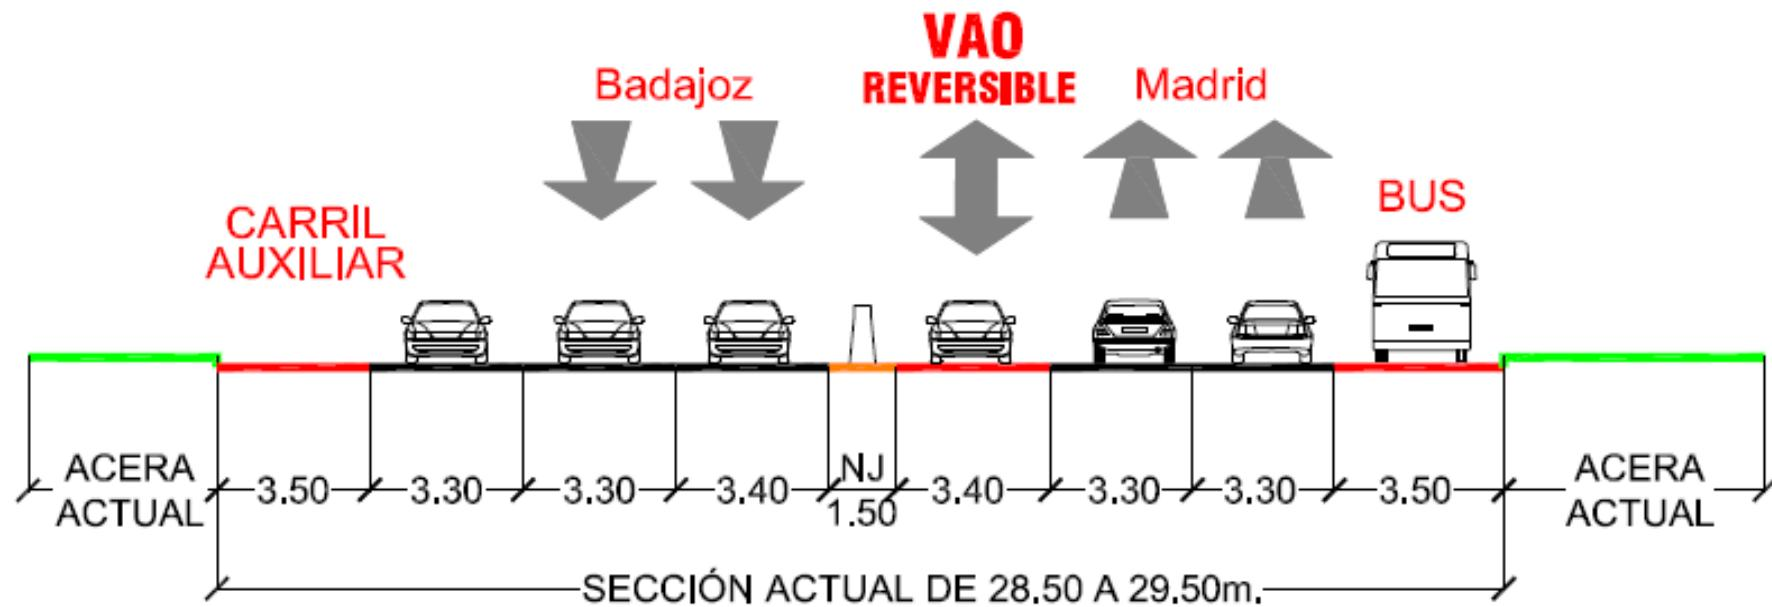 VAO
REVERSIBLE
Badajoz
Madrid
BUS
CARRIL
AUXILIAR
ACERA
ACTUAL
3.50
3.30
3.30
3.40
NJ
1.50
3.40
3.30
3.30
3.50
ACERA
ACTUAL
SECCIÓN ACTUAL DE 28.50 A 29.50m.